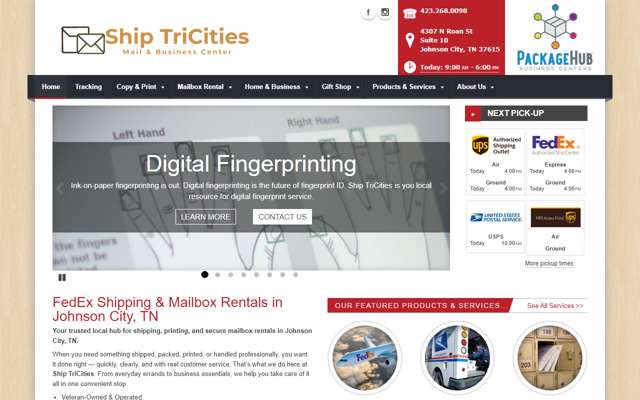 Ship TriCities
Mail & Business Center
423.268.0098
4307 N Roan St
Suite 10
Johnson City, TN 37615
Today: 9:00 AM - 6:00 PM
PACKAGEHUB
BUSINESS CENTERS
Home
Tracking
Copy & Print
Mailbox Rental
Home & Business
Gift Shop
Products & Services
About Us
Left Hand
Right Hand
Digital Fingerprinting
Ink-on-paper fingerprinting is out. Digital fingerprinting is the future of fingerprint ID. Ship TriCities is you local
resource for digital fingerprint service.
LEARN MORE
CONTACT US
the fingers
NEXT PICK-UP
ups Authorized
Shipping
Outlet
Air
Today 4:00 PM
Ground
Today 4:00 PM
FedEx
Authorized ShipCenter
Express
Today 4:06 PM
Ground
Today 4:06 PM
UNITED STATES
POSTAL SERVICE
USPS
Today 10:00 AM
Air
Ground
More pickup times
FedEx Shipping & Mailbox Rentals in
Johnson City, TN
Your trusted local hub for shipping, printing, and secure mailbox rentals in Johnson
City, TN.
When you need something shipped, packed, printed, or handled professionally, you want
it done right — quickly, clearly, and with real customer service. That's what we do here at
Ship TriCities. From everyday errands to business essentials, we help you take care of it
all in one convenient stop.
• Veteran-Owned & Operated
OUR FEATURED PRODUCTS & SERVICES...
See All Services >>
FedEx